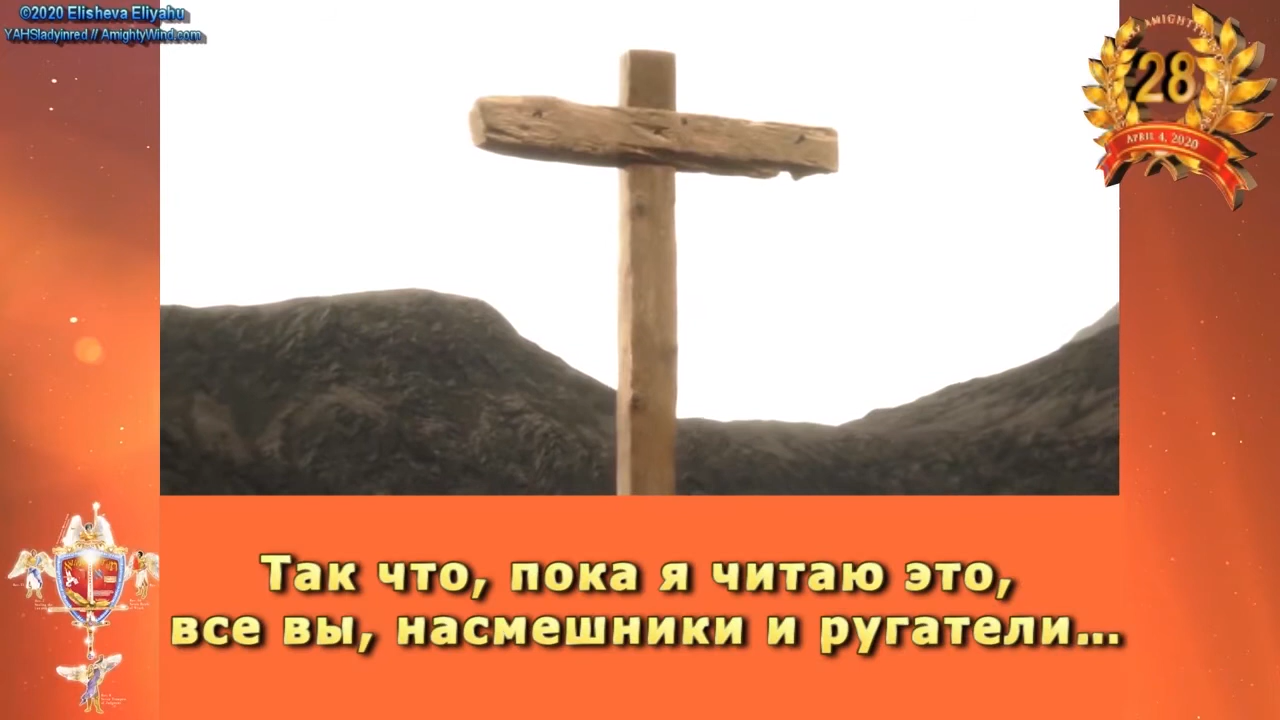 ©2020 Elisheva Eliyahu
YAHSladyinred // AmightyWind.com
28
APRIL 4, 2020
Так что, пока я читаю это,
все вы, насмешники и ругатели...